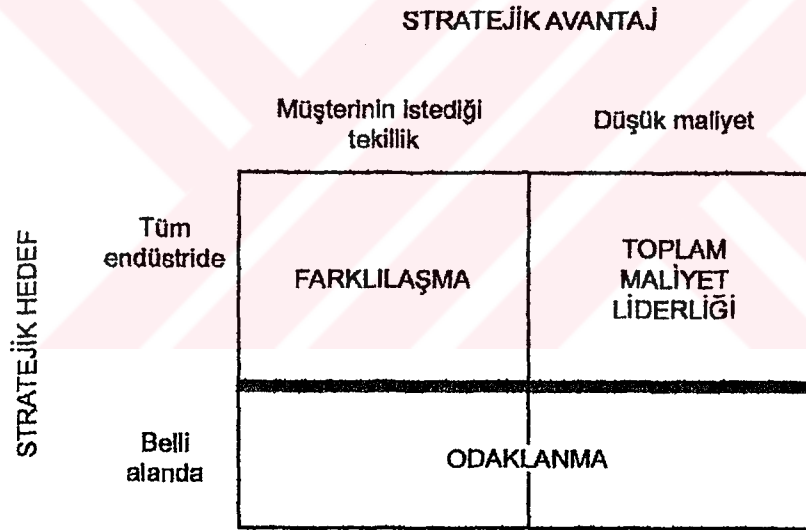 STRATEJİK AVANTAJ
Müşterinin istediği
tekillik
Düşük maliyet
STRATEJİK HEDEF
Tüm
endüstride
FARKLILAŞMA
TOPLAM
MALİYET
LİDERLİĞİ
Belli
alanda
ODAKLANMA